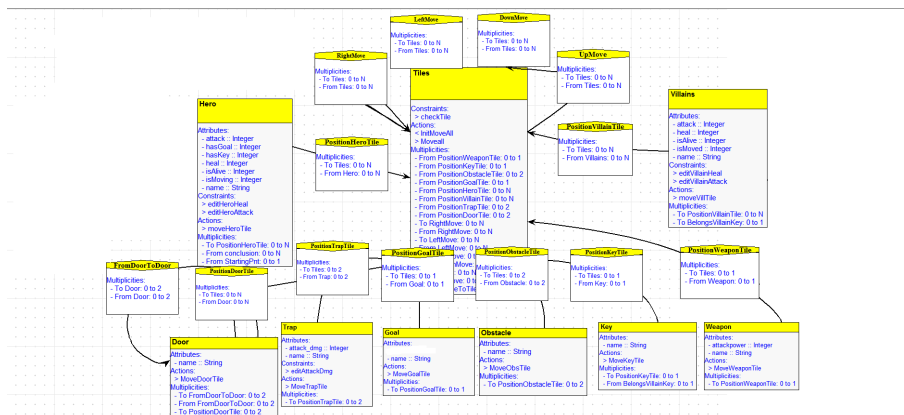 LeftMove
Multiplicities:
- To Tiles: 0 to N
- From Tiles: 0 to N
DownMove
Multiplicities:
- To Tiles: 0 to N
- From Tiles: 0 to N
RightMove
Multiplicities:
- To Tiles: 0 to N
- From Tiles: 0 to N
UpMove
Multiplicities:
- To Tiles: 0 to N
- From Tiles: 0 to N
Tiles
Constraints:
> checkTile
Actions:
< InitMoveAll
> Moveall
Multiplicities:
- From PositionWeaponTile: 0 to 1
- From PositionKeyTile: 0 to 1
- From PositionObstacleTile: 0 to 2
- From PositionGoalTile: 0 to 1
- From PositionHeroTile: 0 to N
- From PositionVillainTile: 0 to N
- From PositionTrapTile: 0 to 2
- From PositionDoorTile: 0 to 2
- To RightMove: 0 to N
- From RightMove: 0 to N
- To LeftMove: 0 to N
- From LeftMove: 0 to N
Hero
Attributes:
- attack :: Integer
- hasGoal :: Integer
- hasKey :: Integer
- heal :: Integer
- isAlive :: Integer
- isMoving :: Integer
- name :: String
Constraints:
> editHeroHeal
> editHeroAttack
Actions:
> moveHeroTile
Multiplicities:
- To PositionHeroTile: 0 to N
- From conclusion: 0 to N
- From StartingPnt: 0 to 1
PositionHeroTile
Multiplicities:
- To Tiles: 0 to N
- From Hero: 0 to N
PositionVillainTile
Multiplicities:
- To Tiles: 0 to N
- From Villains: 0 to N
Villains
Attributes:
- attack :: Integer
- heal :: Integer
- isAlive :: Integer
- isMoved :: Integer
- name :: String
Constraints:
> editVillainHeal
> editVillainAttack
Actions:
> moveVillTile
Multiplicities:
- To PositionVillainTile: 0 to N
- To BelongsVillainKey: 0 to 1
FromDoorToDoor
Multiplicities:
- To Door: 0 to 2
- From Door: 0 to 2
PositionDoorTile
Multiplicities:
- To Tiles: 0 to N
- From Door: 0 to N
PositionTrapTile
Multiplicities:
- To Tiles: 0 to 2
- From Trap: 0 to 2
PositionGoalTile
Multiplicities:
- To Tiles: 0 to 1
- From Goal: 0 to 1
PositionObstacleTile
Multiplicities:
- To Tiles: 0 to 2
- From Obstacle: 0 to 2
PositionKeyTile
Multiplicities:
- To Tiles: 0 to 1
- From Key: 0 to 1
PositionWeaponTile
Multiplicities:
- To Tiles: 0 to 1
- From Weapon: 0 to 1
Door
Attributes:
- name :: String
Actions:
> MoveDoorTile
Multiplicities:
- To FromDoorToDoor: 0 to 2
- From FromDoorToDoor: 0 to 2
- To PositionDoorTile: 0 to 2
Trap
Attributes:
- attack_dmg :: Integer
- name :: String
Constraints:
> editAttakDmg
Actions:
> MoveTrapTile
Multiplicities:
- To PositionTrapTile: 0 to 2
Goal
Attributes:
- name :: String
Actions:
> MoveGoalTile
Multiplicities:
- To PositionGoalTile: 0 to 1
Obstacle
Attributes:
- name :: String
Actions:
> MoveObsTile
Multiplicities:
- To PositionObstacleTile: 0 to 2
Key
Attributes:
- name :: String
Actions:
> MoveKeyTile
Multiplicities:
- To PositionKeyTile: 0 to 1
- From BelongsVillainKey: 0 to 1
Weapon
Attributes:
- attackpower :: Integer
- name :: String
Actions:
> MoveWeaponTile
Multiplicities:
- To PositionWeaponTile: 0 to 1